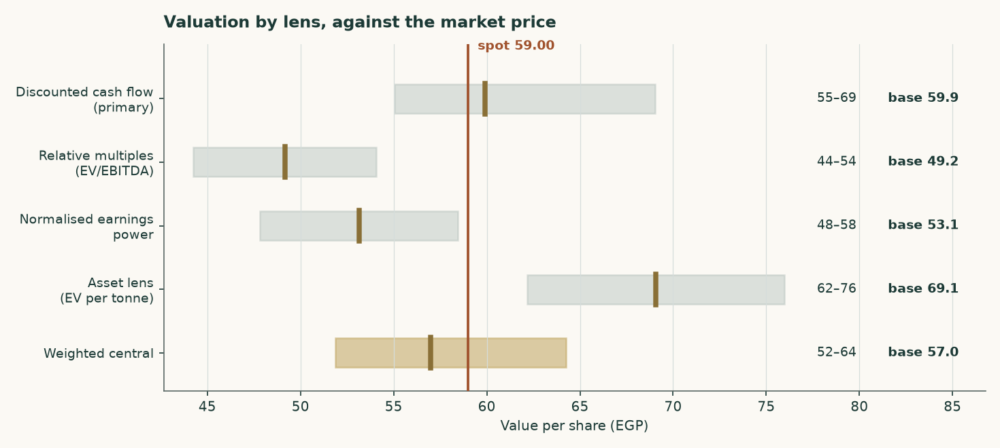 Valuation by lens, against the market price
spot 59.00
Discounted cash flow
(primary)
55–69
base 59.9
Relative multiples
(EV/EBITDA)
44–54
base 49.2
Normalised earnings
power
48–58
base 53.1
Asset lens
(EV per tonne)
62–76
base 69.1
Weighted central
52–64
base 57.0
45
50
55
60
65
70
75
80
85
Value per share (EGP)